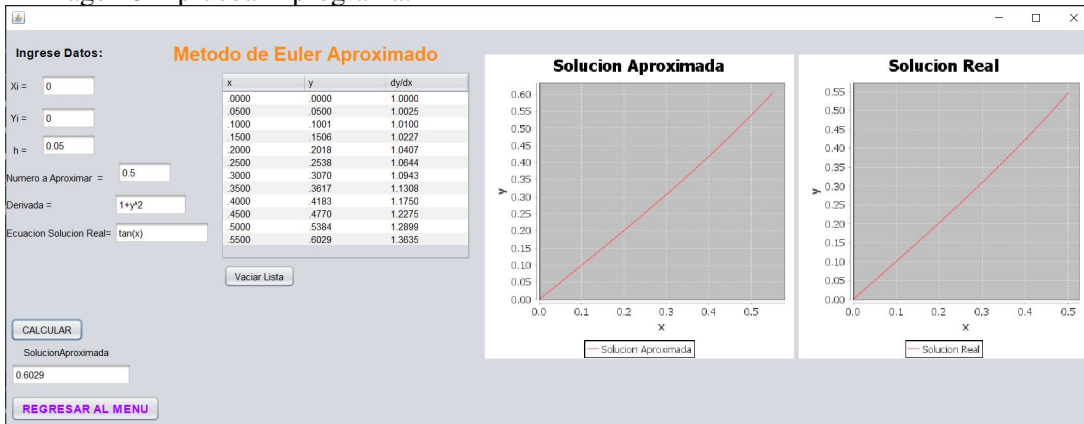 Ingrese Datos:
Metodo de Euler Aproximado
Xi = 0
Yi = 0
h = 0.05
Numero a Aproximar = 0.5
Derivada = 1+y^2
Ecuacion Solucion Real= tan(x)
x y dy/dx
.0000 .0000 1.0000
.0500 .0500 1.0025
.1000 .1001 1.0100
.1500 .1506 1.0227
.2000 .2018 1.0407
.2500 .2538 1.0644
.3000 .3070 1.0943
.3500 .3617 1.1308
.4000 .4183 1.1750
.4500 .4770 1.2275
.5000 .5384 1.2899
.5500 .6029 1.3635
Vaciar Lista
CALCULAR
SolucionAproximada
0.6029
REGRESAR AL MENU
Solucion Aproximada
0.60
0.55
0.50
0.45
0.40
0.35
0.30
0.25
0.20
0.15
0.10
0.05
0.00
y
0.0 0.1 0.2 0.3 0.4 0.5
x
Solucion Aproximada
Solucion Real
0.55
0.50
0.45
0.40
0.35
0.30
0.25
0.20
0.15
0.10
0.05
0.00
y
0.0 0.1 0.2 0.3 0.4 0.5
x
Solucion Real